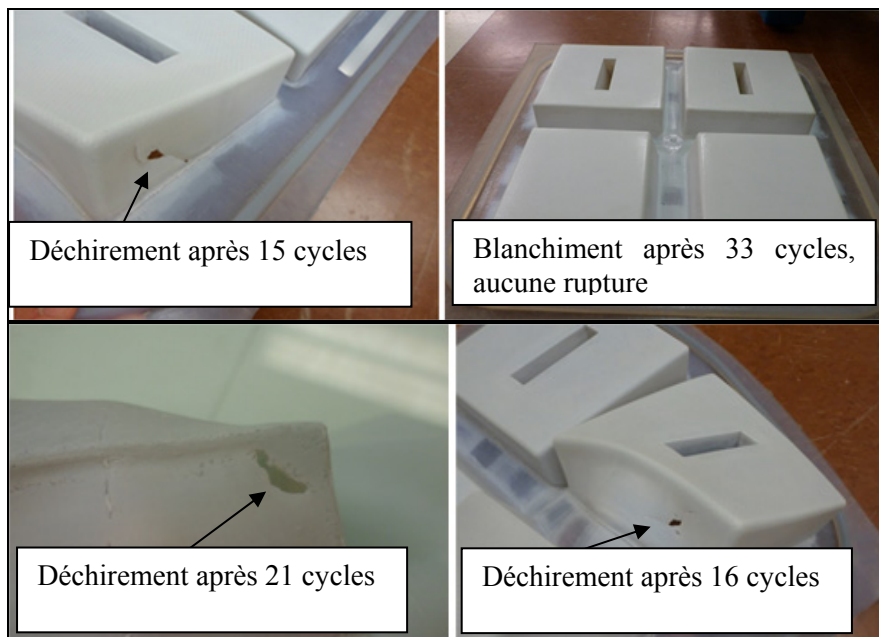 Déchirement après 15 cycles
Blanchiment après 33 cycles,
aucune rupture
Déchirement après 21 cycles
Déchirement après 16 cycles